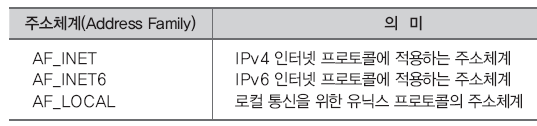 주소체계(Address Family) 의 미
AF_INET IPv4 인터넷 프로토콜에 적용하는 주소체계
AF_INET6 IPv6 인터넷 프로토콜에 적용하는 주소체계
AF_LOCAL 로컬 통신을 위한 유닉스 프로토콜의 주소체계